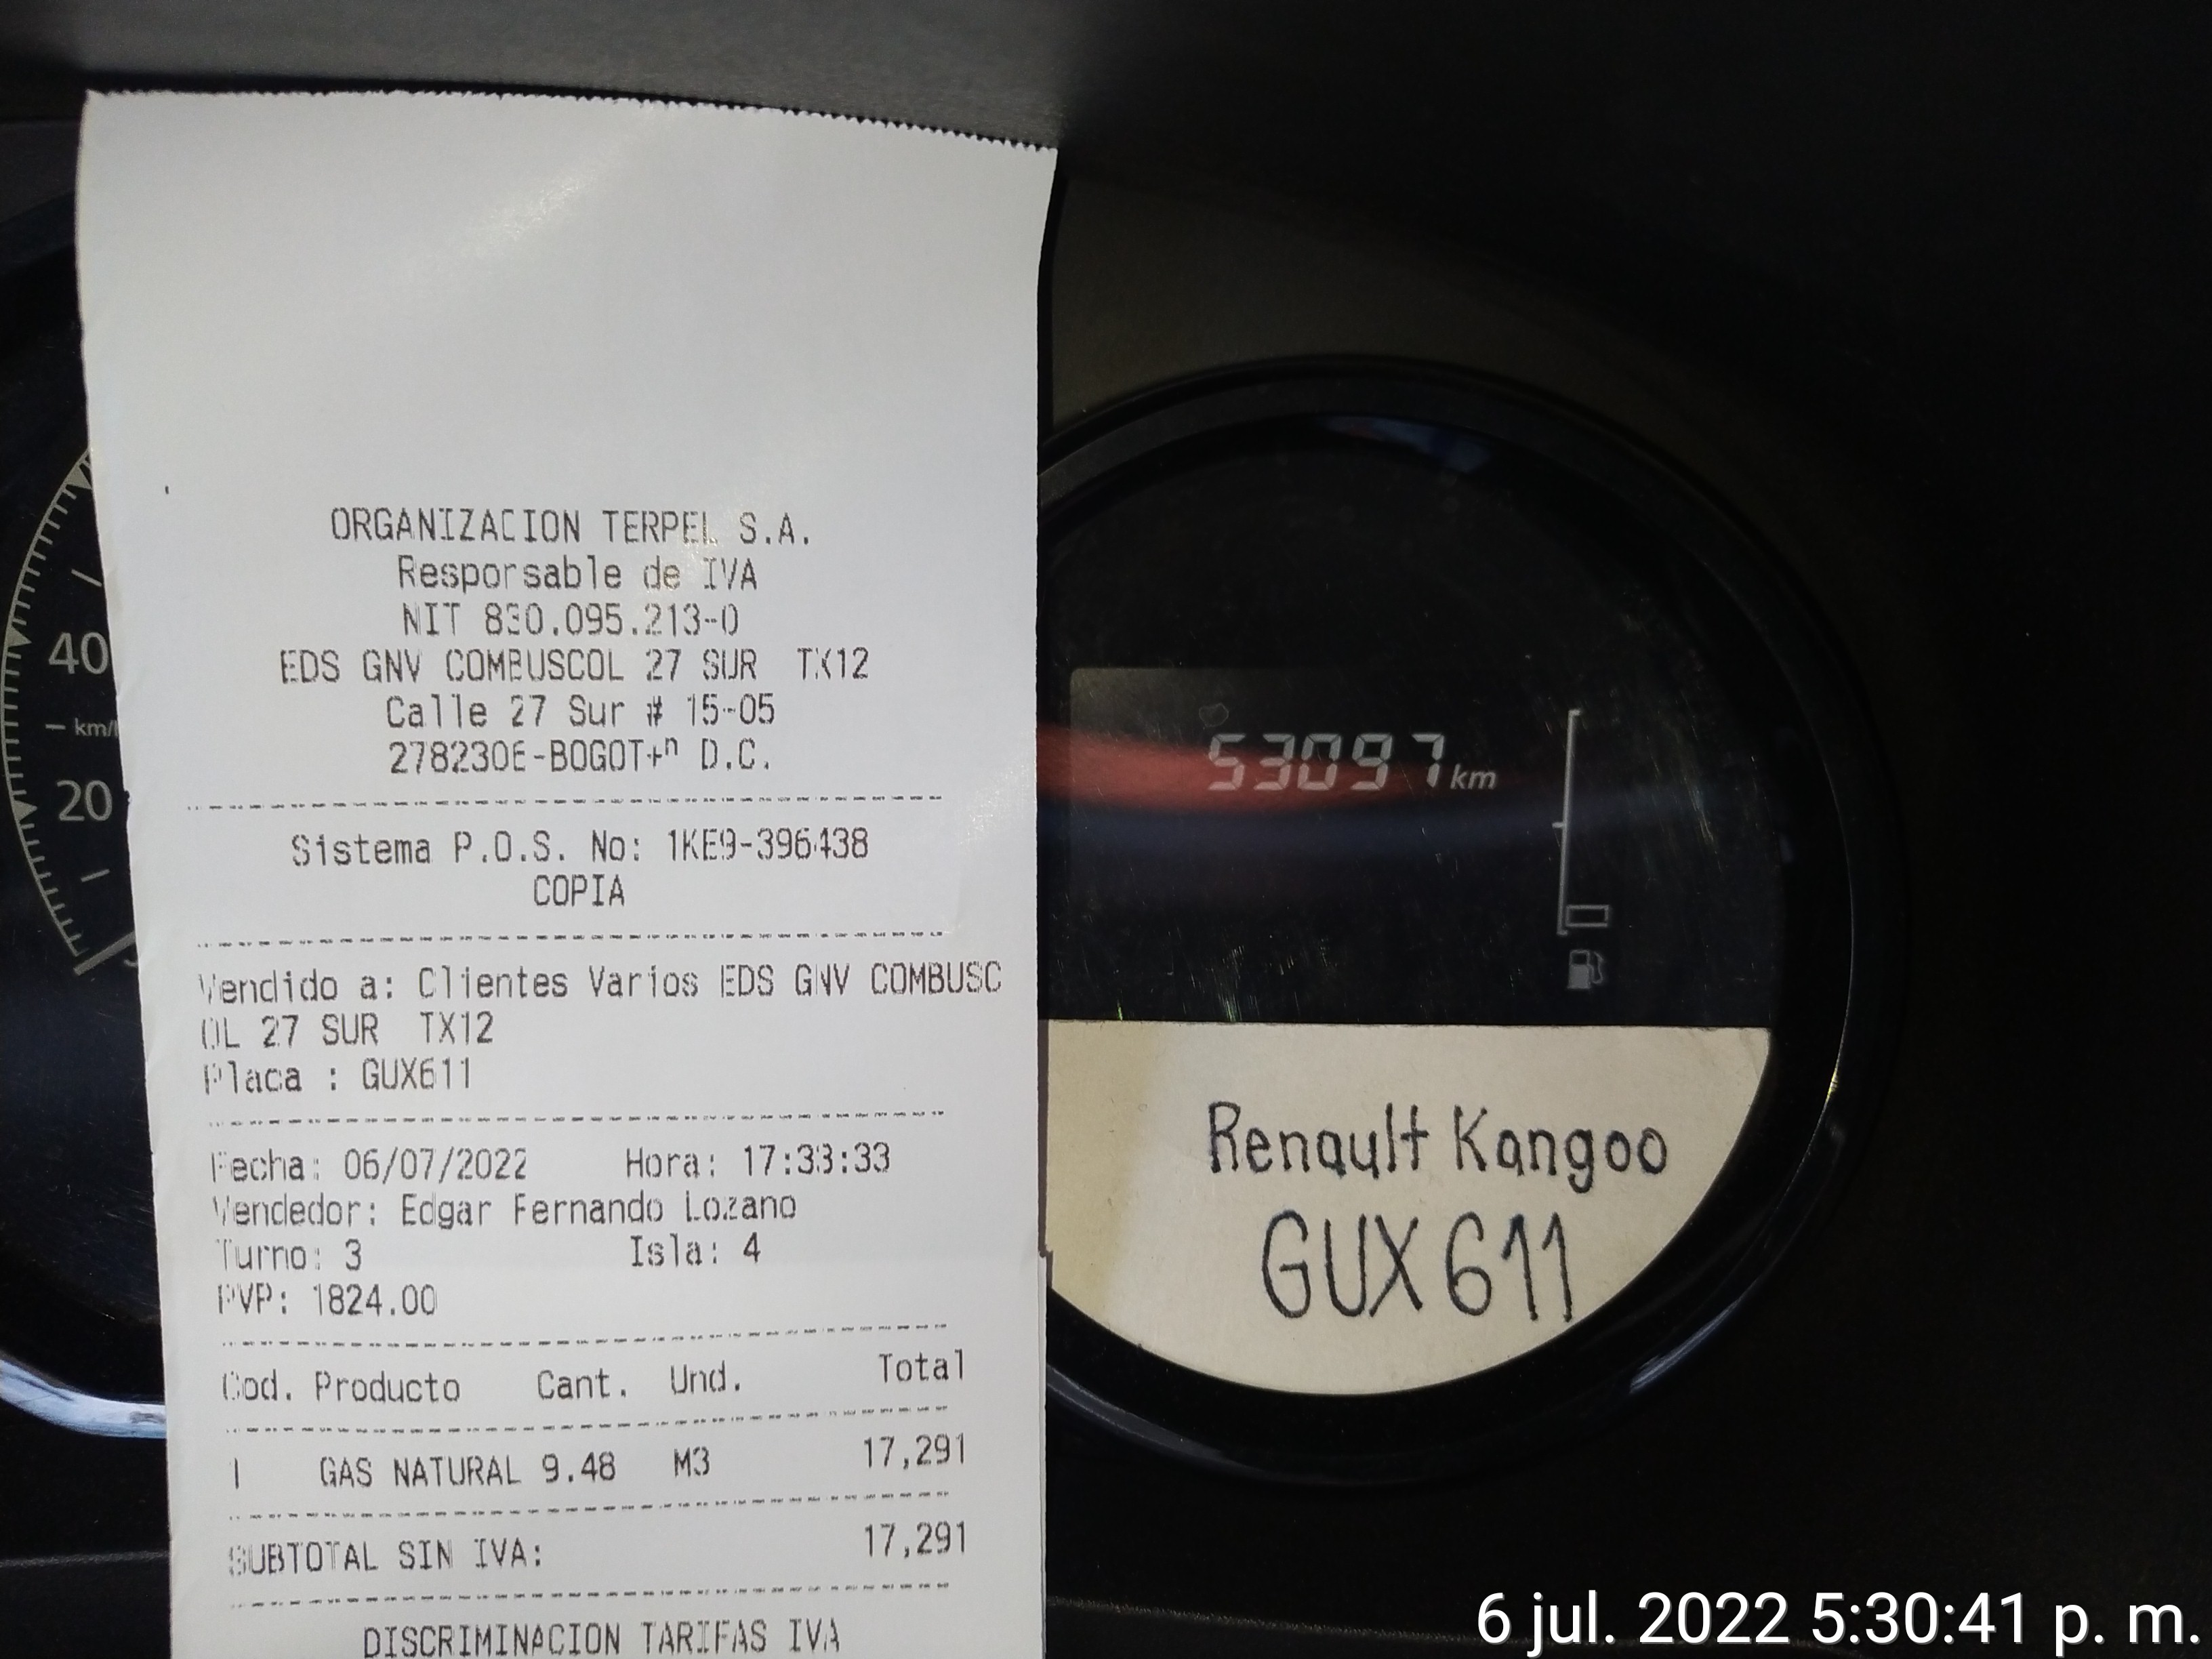 ORGANIZACION TERPEL S.A.
Responsable de IVA
NIT 830.095.213-0
EDS GNV COMBUSCOL 27 SUR TX12
Calle 27 Sur # 15-05
2782306-BOGOT+n D.C.
Sistema P.O.S. No: 1KE9-396438
COPIA
Vendido a: Clientes Varios EDS GNV COMBUSC
OL 27 SUR TX12
Placa : GUX611
Fecha: 06/07/2022 Hora: 17:33:33
Vendedor: Edgar Fernando Lozano
Turno: 3 Isla: 4
PVP: 1824.00
Cod. Producto Cant. Und. Total
1 GAS NATURAL 9.48 M3 17,291
SUBTOTAL SIN IVA: 17,291
DISCRIMINACION TARIFAS IVA
40
km/
20
53097 km
Renault Kangoo
GUX611
6 jul. 2022 5:30:41 p. m.